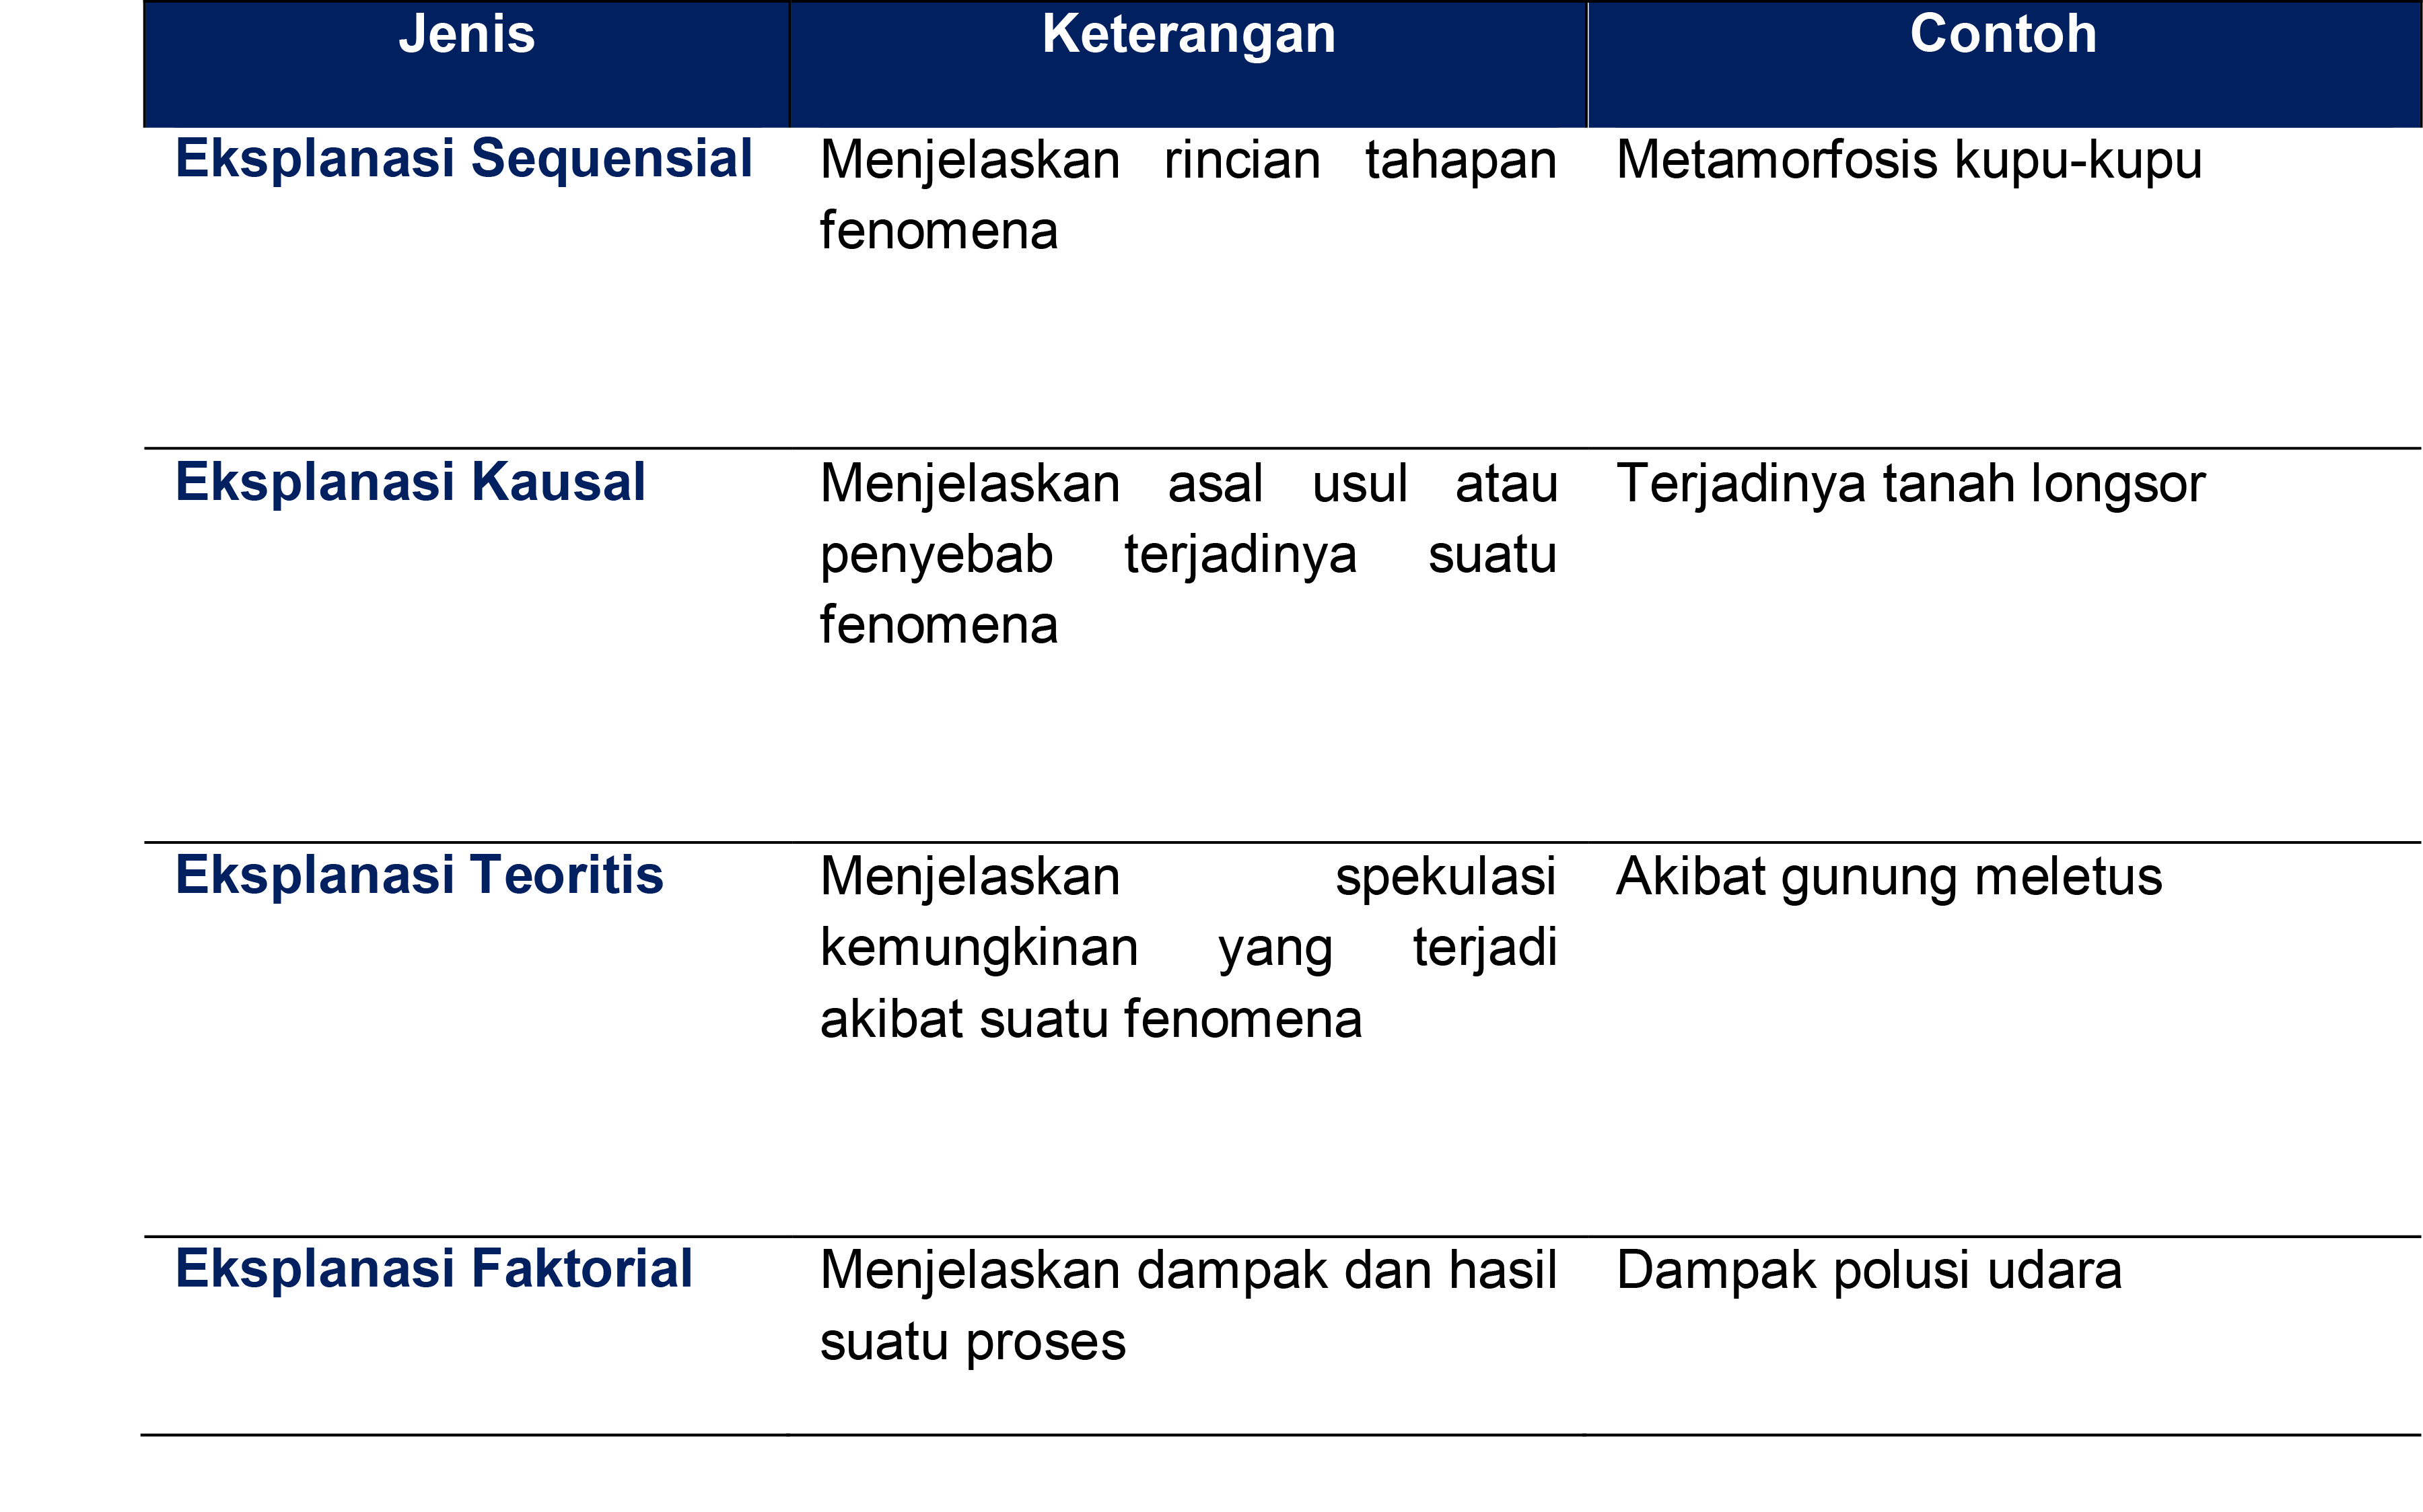 Jenis Keterangan Contoh
Eksplanasi Sequensial Menjelaskan rincian tahapan Metamorfosis kupu-kupu
fenomena
Eksplanasi Kausal Menjelaskan asal usul atau Terjadinya tanah longsor
penyebab terjadinya suatu
fenomena
Eksplanasi Teoritis Menjelaskan spekulasi Akibat gunung meletus
kemungkinan yang terjadi
akibat suatu fenomena
Eksplanasi Faktorial Menjelaskan dampak dan hasil Dampak polusi udara
suatu proses